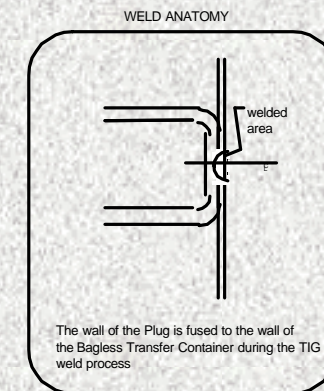 WELD ANATOMY
welded
area
The wall of the Plug is fused to the wall of
the Bagless Transfer Container during the TIG
weld process